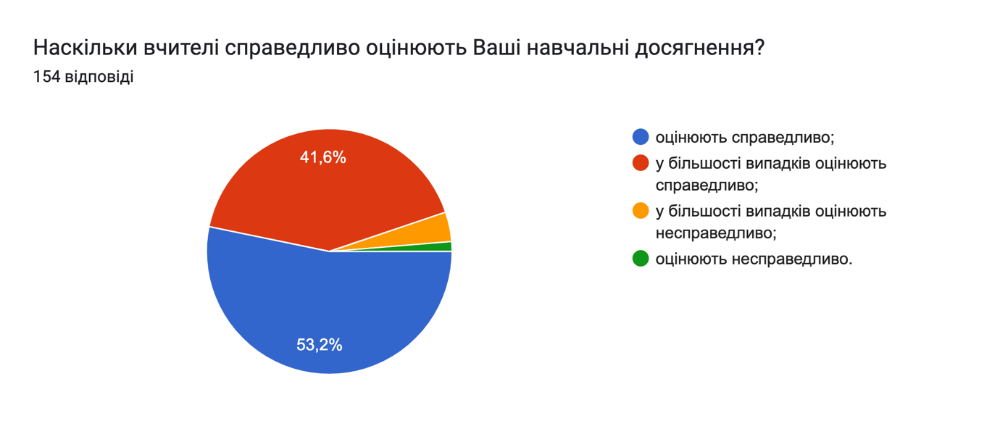 Наскільки вчителі справедливо оцінюють Ваші навчальні досягнення?
154 відповіді
41,6%
53,2%
оцінюють справедливо;
у більшості випадків оцінюють
справедливо;
у більшості випадків оцінюють
несправедливо;
оцінюють несправедливо.